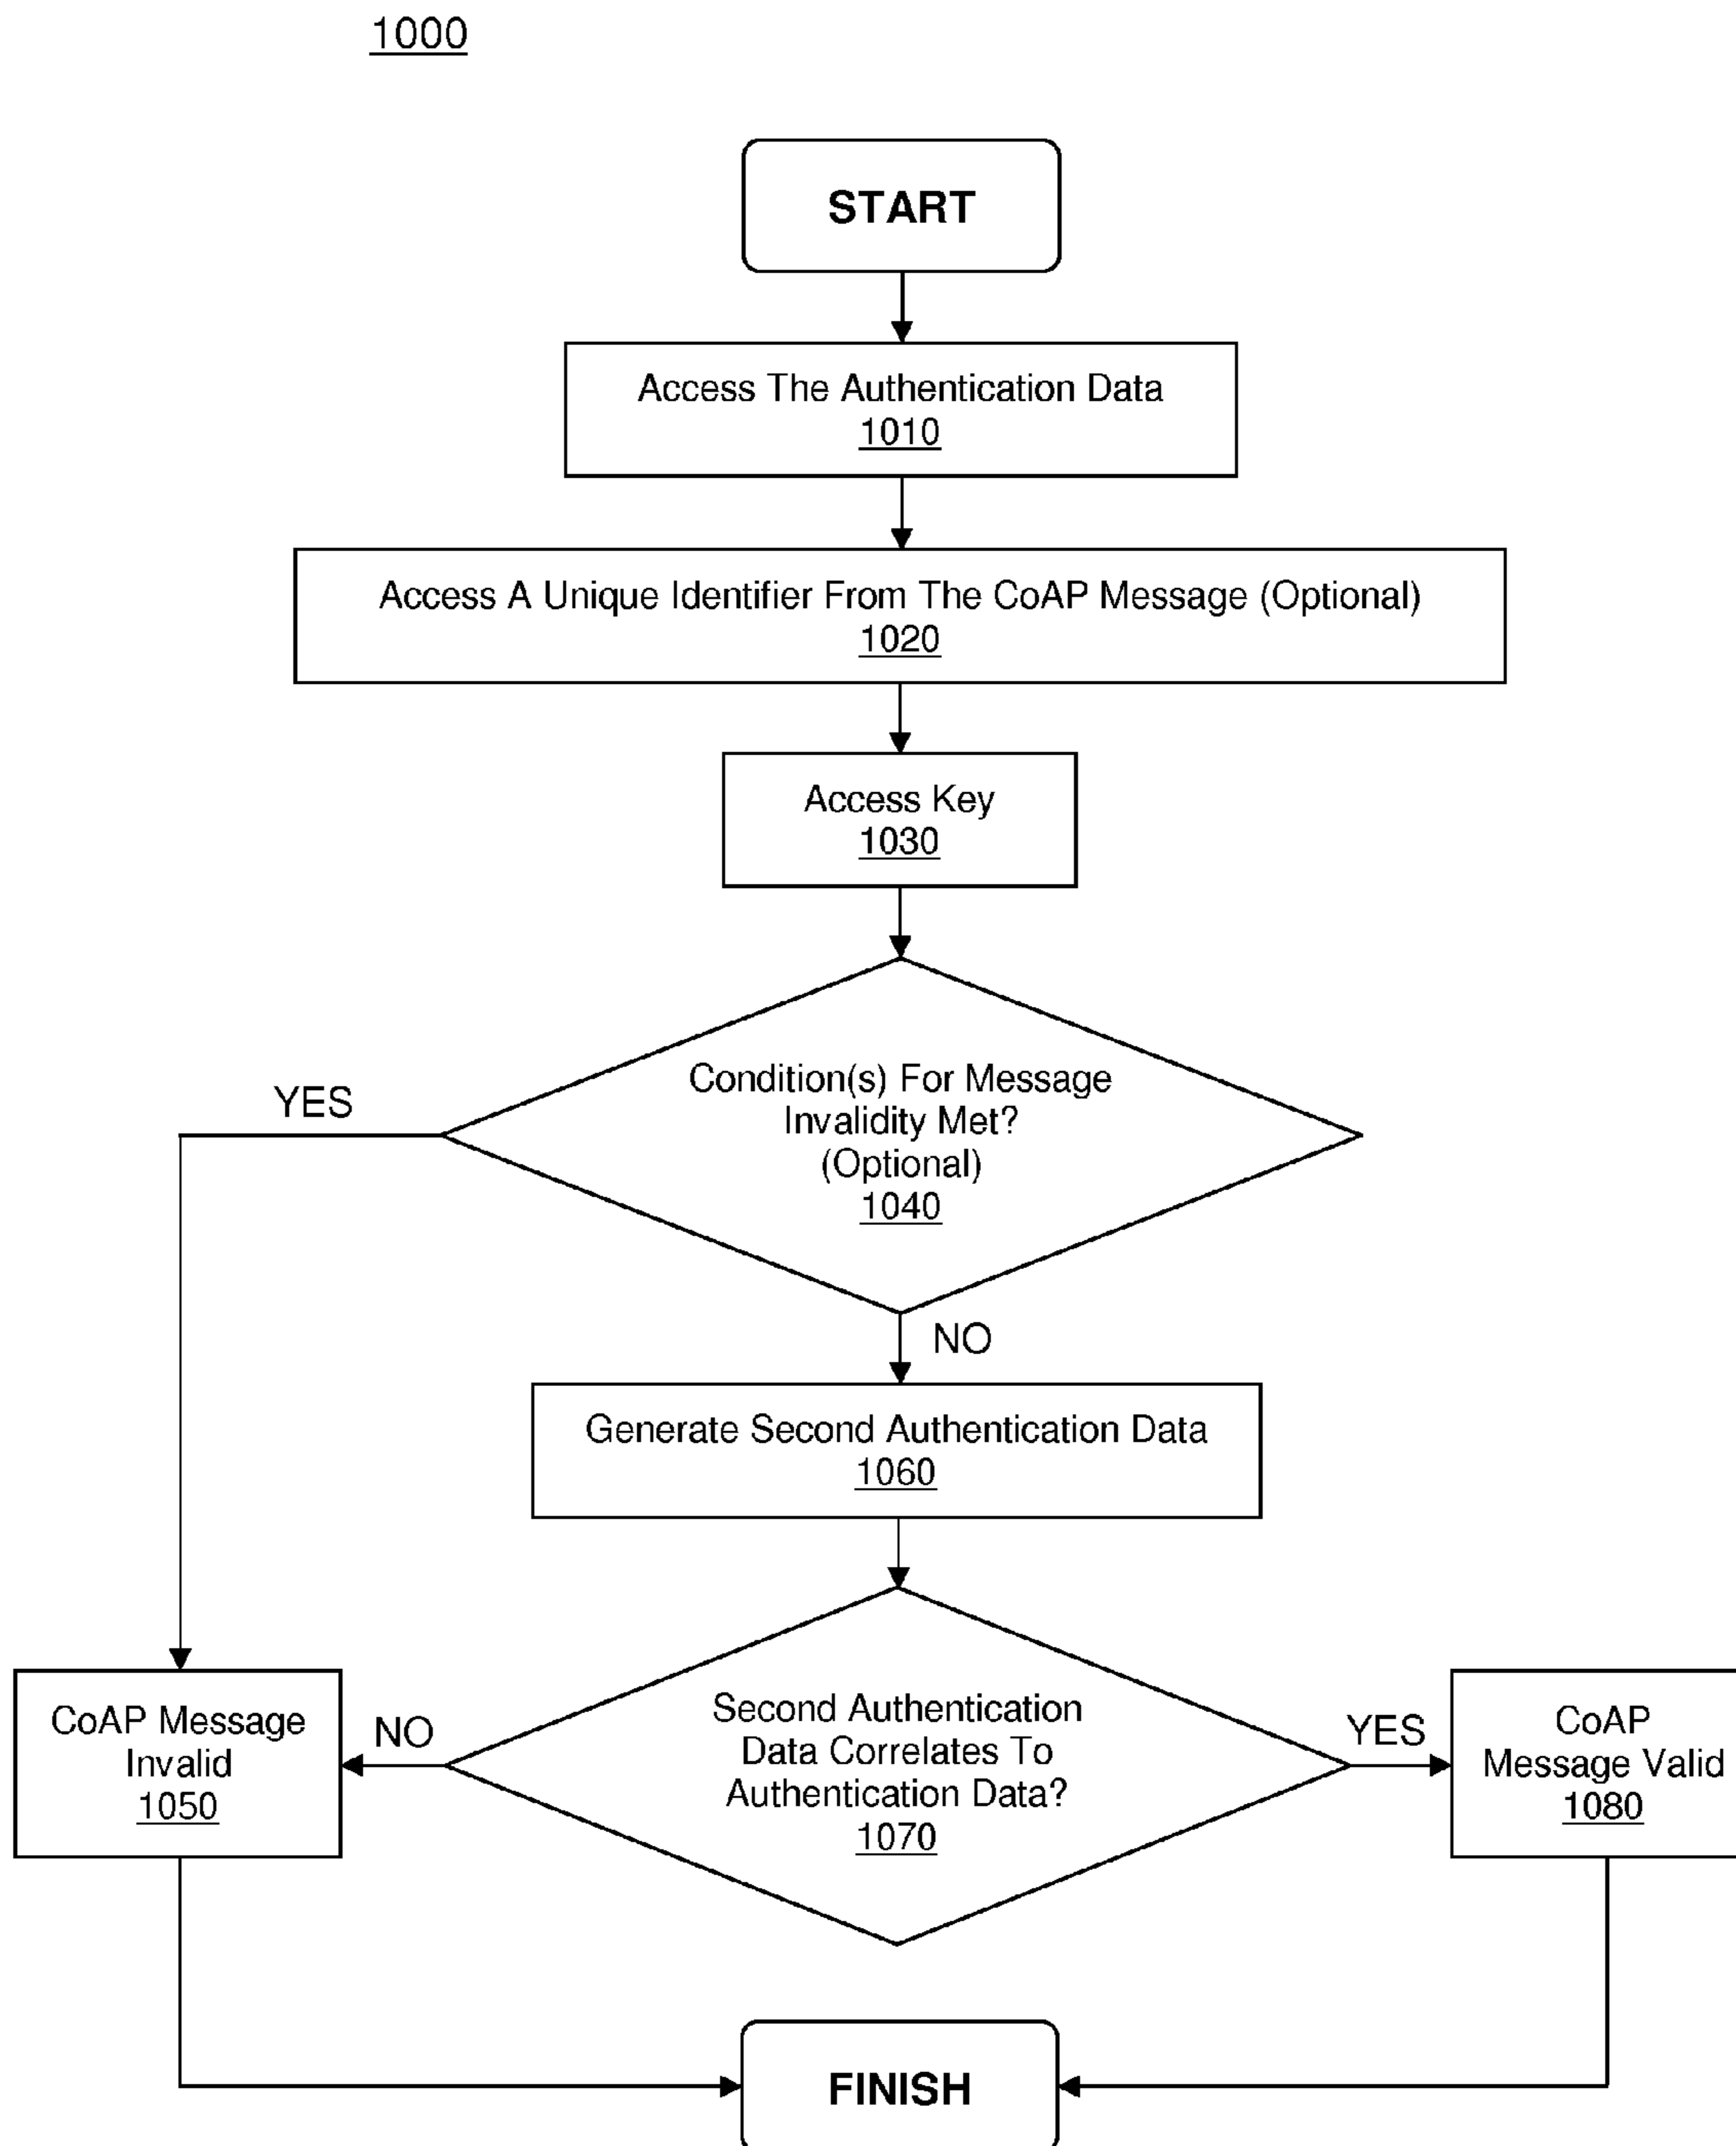 1000
START
Access The Authentication Data
1010
Access A Unique Identifier From The CoAP Message (Optional)
1020
Access Key
1030
Condition(s) For Message
Invalidity Met?
(Optional)
1040
YES
NO
Generate Second Authentication Data
1060
Second Authentication
Data Correlates To
Authentication Data?
1070
NO
YES
CoAP Message
Invalid
1050
CoAP
Message Valid
1080
FINISH